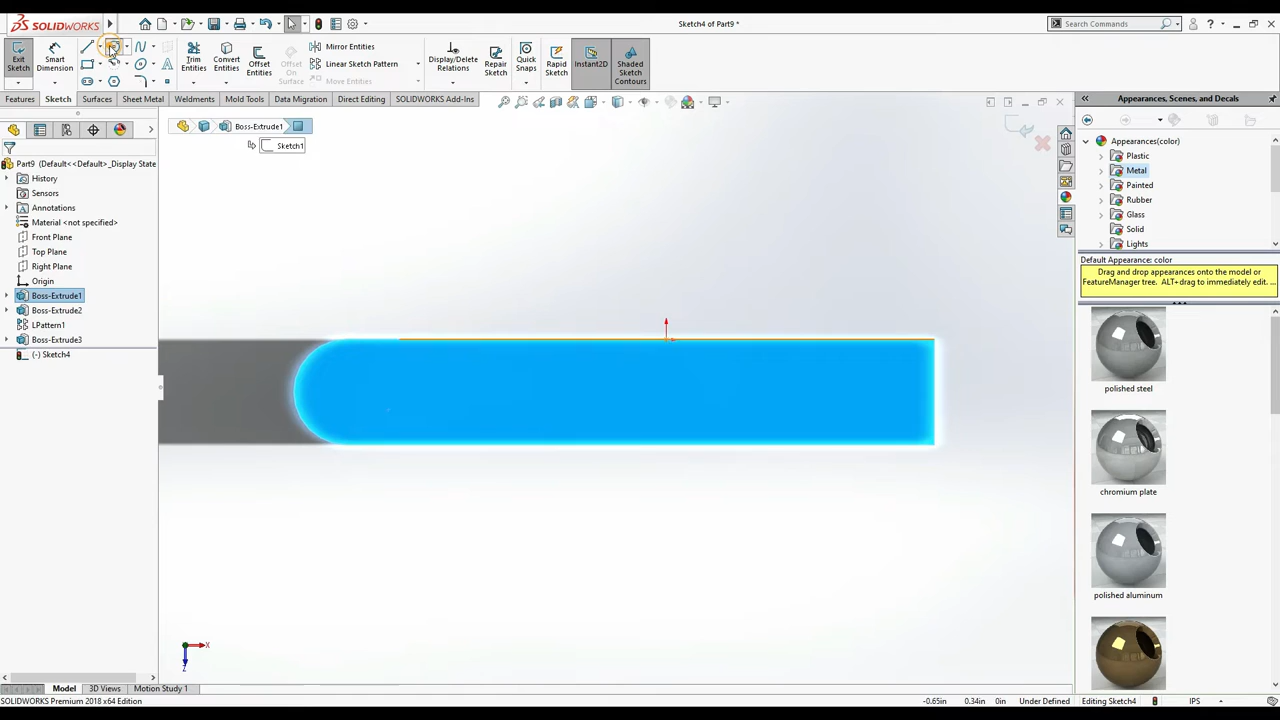 SOLIDWORKS
Sketch4 of Part9 *
Search Commands
Exit Sketch
Smart Dimension
Trim Entities
Convert Entities
Offset Entities
Offset On Surface
Mirror Entities
Linear Sketch Pattern
Move Entities
Display/Delete Relations
Repair Sketch
Quick Snaps
Rapid Sketch
Instant2D
Shaded Sketch Contours
Features
Sketch
Surfaces
Sheet Metal
Weldments
Mold Tools
Data Migration
Direct Editing
SOLIDWORKS Add-Ins
Part9 (Default<<Default>_Display State
History
Sensors
Annotations
Material <not specified>
Front Plane
Top Plane
Right Plane
Origin
Boss-Extrude1
Boss-Extrude2
LPattern1
Boss-Extrude3
(-) Sketch4
Boss-Extrude1
Sketch1
X
Z
Appearances, Scenes, and Decals
Appearances(color)
Plastic
Metal
Painted
Rubber
Glass
Solid
Lights
Default Appearance: color
Drag and drop appearances onto the model or
FeatureManager tree. ALT+drag to immediately edit. ...
polished steel
chromium plate
polished aluminum
Model
3D Views
Motion Study 1
SOLIDWORKS Premium 2018 x64 Edition
-0.65in
0.34in
0in
Under Defined
Editing Sketch4
IPS